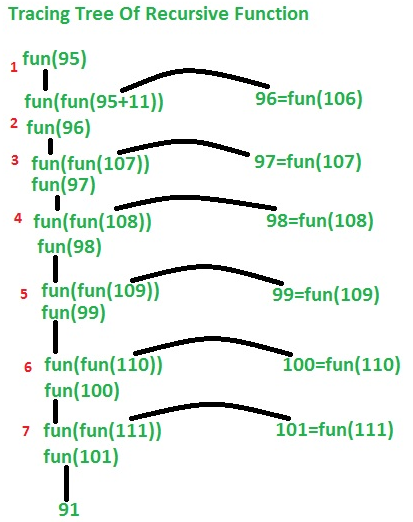 Tracing Tree Of Recursive Function
1 fun(95)
fun(fun(95+11)) 96=fun(106)
2 fun(96)
3 fun(fun(107)) 97=fun(107)
fun(97)
4 fun(fun(108)) 98=fun(108)
fun(98)
5 fun(fun(109)) 99=fun(109)
fun(99)
6 fun(fun(110)) 100=fun(110)
fun(100)
7 fun(fun(111)) 101=fun(111)
fun(101)
91